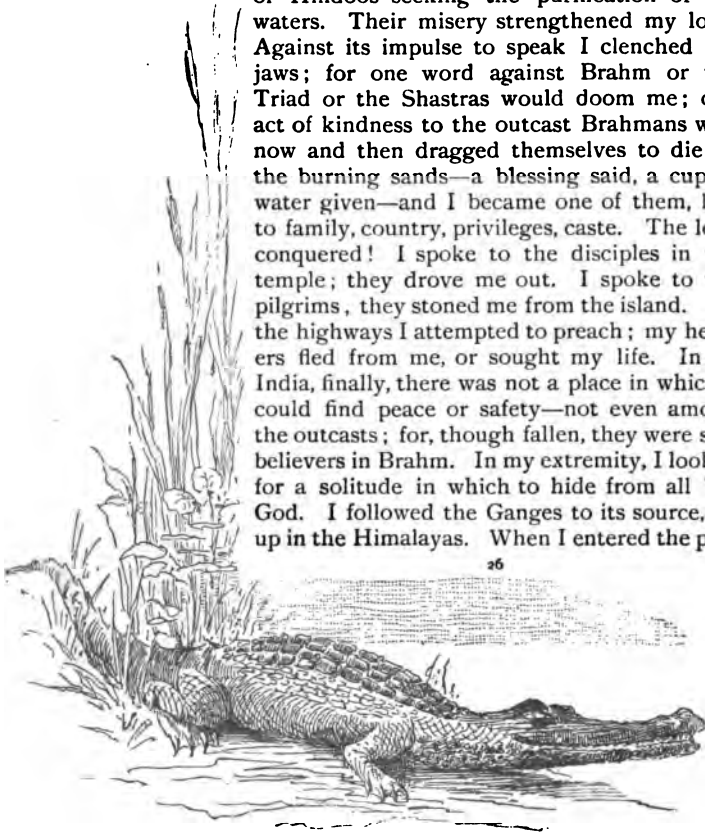 of Hindoos seeking the purification of
waters. Their misery strengthened my lo
Against its impulse to speak I clenched
jaws; for one word against Brahm or
Triad or the Shastras would doom me; o
act of kindness to the outcast Brahmans w
now and then dragged themselves to die
the burning sands—a blessing said, a cup
water given—and I became one of them, l
to family, country, privileges, caste. The lo
conquered! I spoke to the disciples in
temple; they drove me out. I spoke to
pilgrims, they stoned me from the island.
the highways I attempted to preach; my he
ers fled from me, or sought my life. In
India, finally, there was not a place in whic
could find peace or safety—not even amo
the outcasts; for, though fallen, they were s
believers in Brahm. In my extremity, I look
for a solitude in which to hide from all
God. I followed the Ganges to its source,
up in the Himalayas. When I entered the p
26